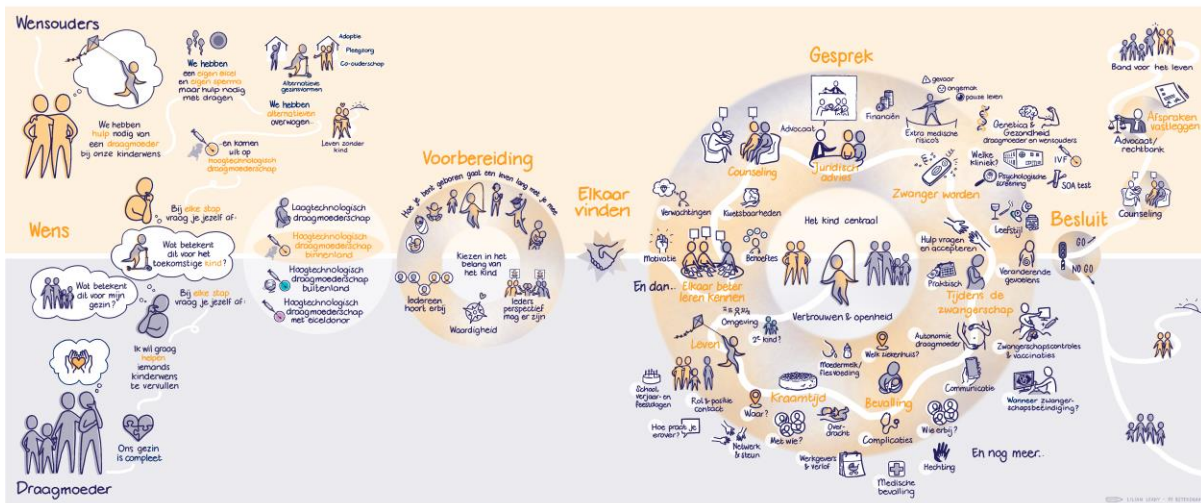 Wensouders
We hebben
hulp nodig van
een draagmoeder
bij onze kinderwens
We hebben
een eigen eicel
en eigen sperma
maar hulp nodig
met dragen
Adoptie
Pleegzorg
Co-ouderschap
Alternatieve
gezinsvormen
We hebben
alternatieven
overwogen...
Leven zonder
kind
...en komen
uit op
Hoogtechnologisch
draagmoederschap
Bij elke stap
vraag je jezelf af:
Wens
Wat betekent
dit voor het
toekomstige kind?
Wat betekent
dit voor mijn
gezin?
Bij elke stap
vraag je jezelf af:
Ik wil graag
helpen
iemands
kinderwens
te vervullen
Ons gezin
is compleet
Draagmoeder
Laagtechnologisch
draagmoederschap
Hoogtechnologisch
draagmoederschap
binnenland
Hoogtechnologisch
draagmoederschap
buitenland
Hoogtechnologisch
draagmoederschap
met eiceldonor
Voorbereiding
Hoe je bent geboren gaat een leven lang met je mee
Kiezen in het
belang van
het kind
Iedereen
hoort erbij
Waardigheid
Ieders
perspectief
mag er zijn
Elkaar
vinden
Gesprek
Counseling
Advocaat
Juridisch
advies
Financiën
gevaar
ongemak
pauze leven
Extra medische
risico's
Genetica &
Gezondheid
draagmoeder en wensouders
Zwanger worden
Welke
kliniek?
IVF
Psychologische
screening
SOA test
Verwachtingen
Kwetsbaarheden
Motivatie
Behoeftes
En dan...
Elkaar beter
leren kennen
Het kind centraal
Vertrouwen & openheid
Hulp vragen
en accepteren
Leefstijl
Praktisch
Veranderende
gevoelens
Tijdens de
zwangerschap
Omgeving
2e kind?
Leven
Moedermelk/
flesvoeding
Welk ziekenhuis?
Autonomie
draagmoeder
Zwangerschapscontroles
& vaccinaties
Communicatie
Wanneer zwanger-
schapsbeëindiging?
School,
verjaar- en
feestdagen
Rol & positie
contact
Waar?
Kraamtijd
Bevalling
Hoe praat je
erover?
Netwerk
& steun
Met wie?
Over-
dracht
Complicaties
Wie erbij?
Werkgevers
& verlof
Medische
bevalling
Hechting
En nog meer...
Besluit
GO
NO GO
Counseling
Advocaat/
rechtbank
Afspraken
vastleggen
Band voor het leven